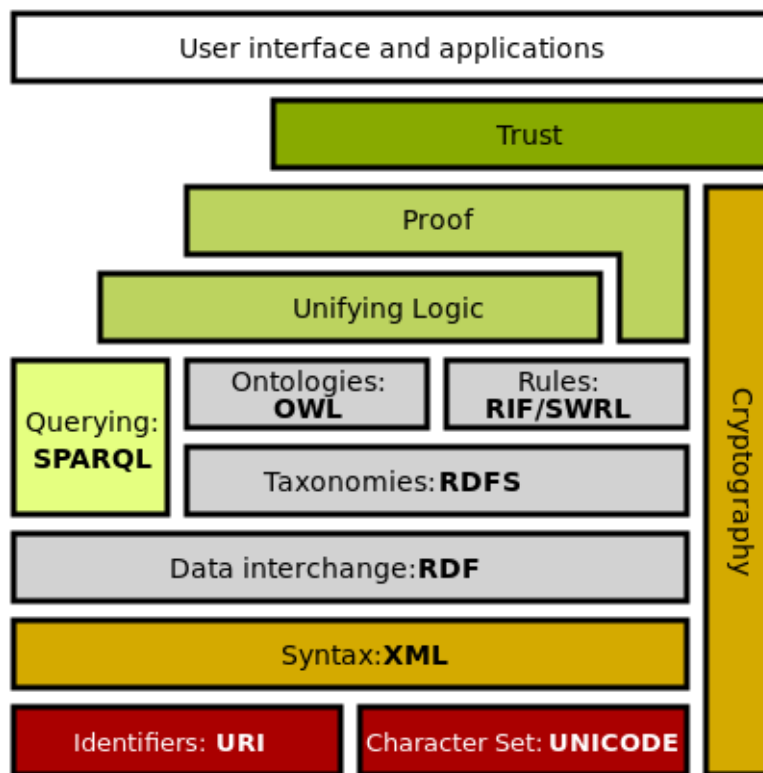 User interface and applications
Trust
Proof
Unifying Logic
Querying:
SPARQL
Ontologies:
OWL
Rules:
RIF/SWRL
Taxonomies: RDFS
Data interchange:RDF
Syntax:XML
Identifiers: URI
Character Set: UNICODE
Cryptography